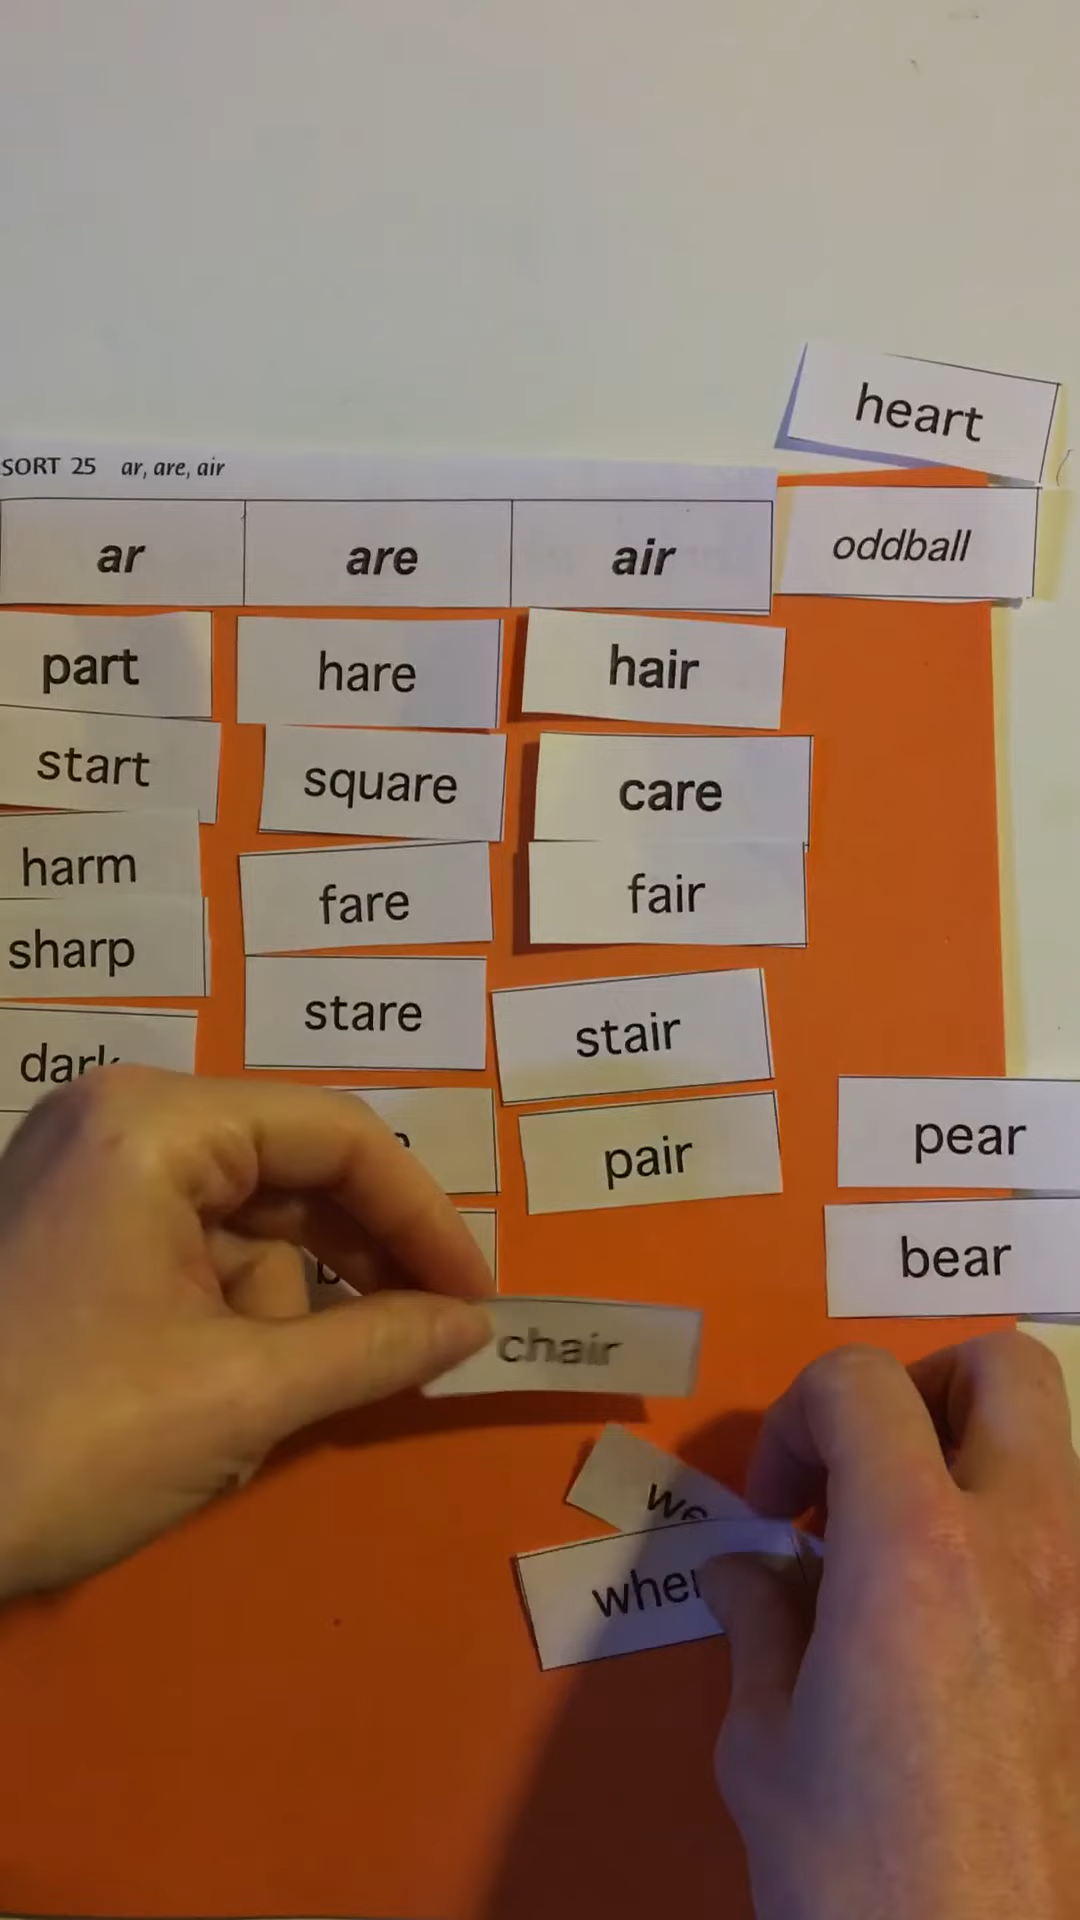 heart
SORT 25 ar, are, air
ar are air oddball
part hare hair
start square care
harm fare fair
sharp stare stair
pair pear
bear
chair